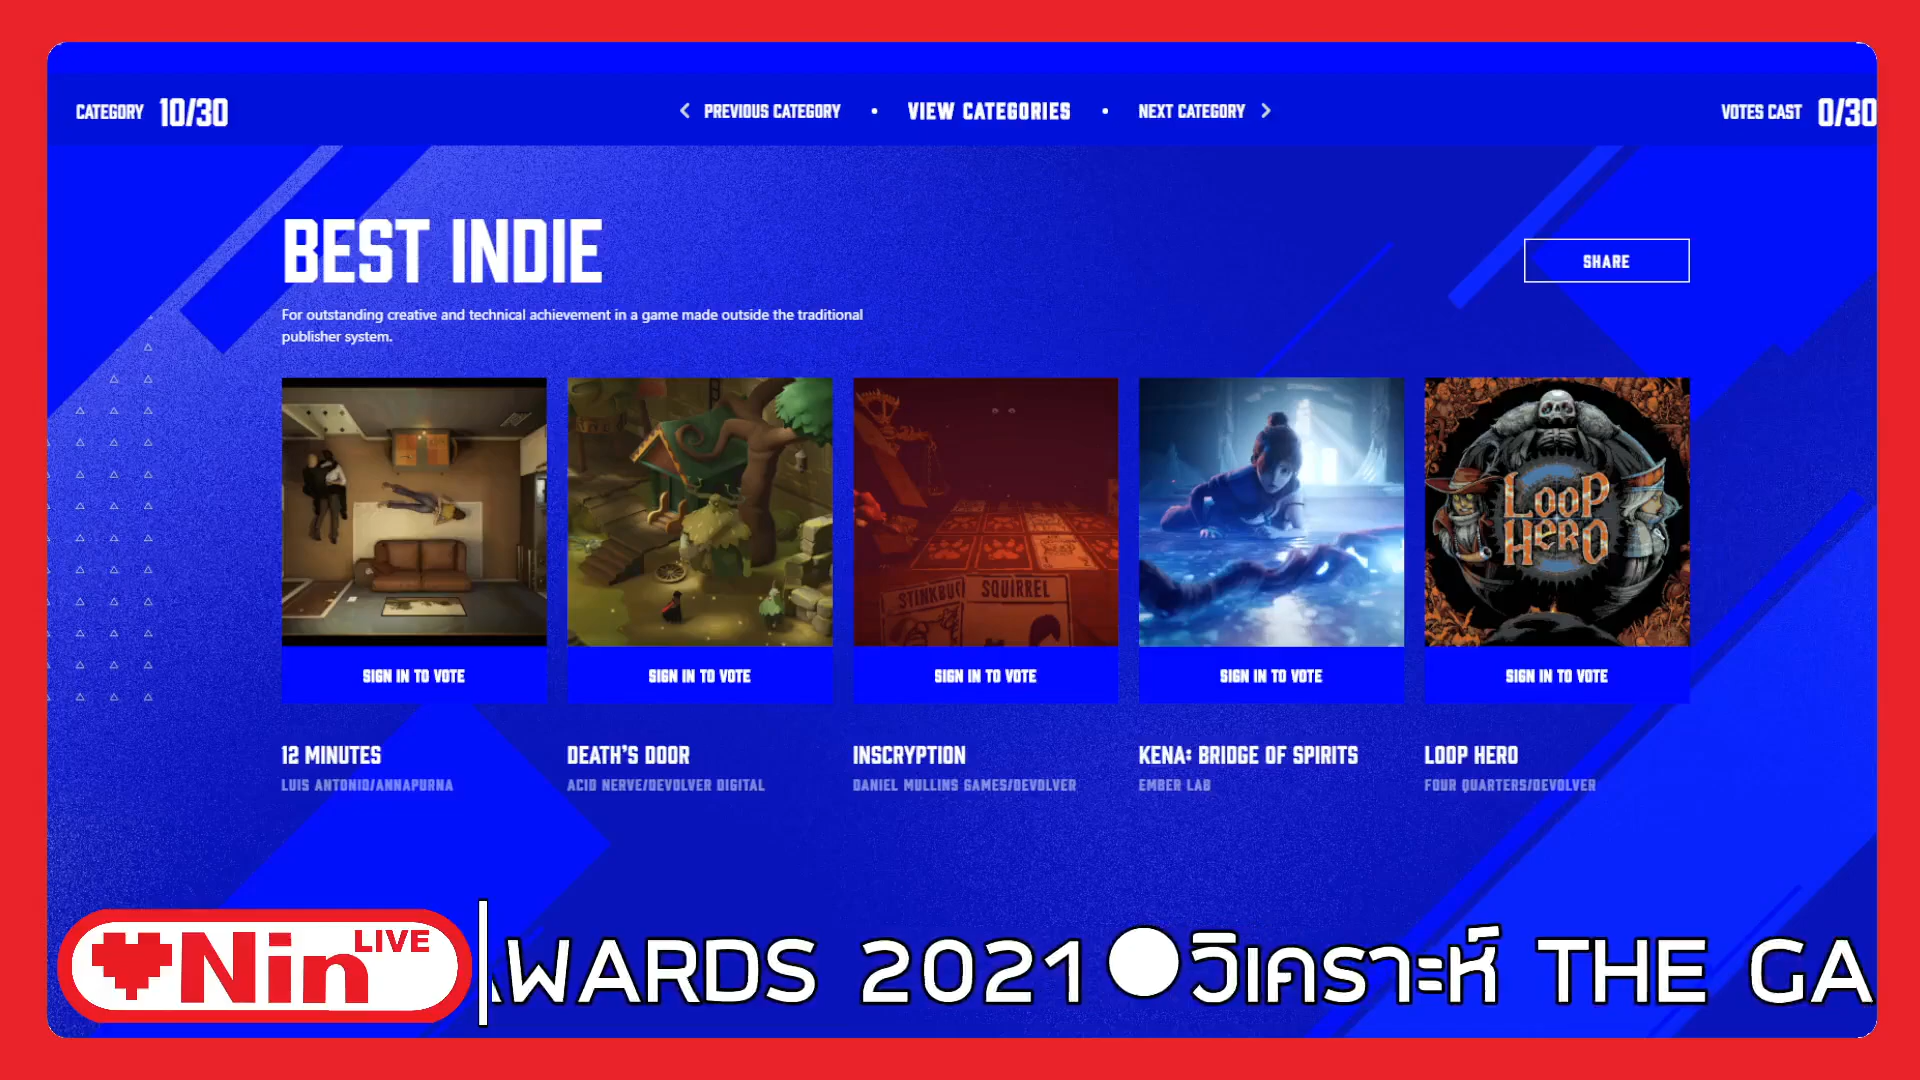 CATEGORY 10/30
PREVIOUS CATEGORY • VIEW CATEGORIES • NEXT CATEGORY
VOTES CAST 0/30
BEST INDIE
SHARE
For outstanding creative and technical achievement in a game made outside the traditional
publisher system.
STINKBUG
SQUIRREL
LOOP
HERO
SIGN IN TO VOTE
SIGN IN TO VOTE
SIGN IN TO VOTE
SIGN IN TO VOTE
SIGN IN TO VOTE
12 MINUTES
LUIS ANTONIO/ANNAPURNA
DEATH'S DOOR
ACID NERVE/DEVOLVER DIGITAL
INSCRYPTION
DANIEL MULLINS GAMES/DEVOLVER
KENA: BRIDGE OF SPIRITS
EMBER LAB
LOOP HERO
FOUR QUARTERS/DEVOLVER
Nin LIVE
WARDS 2021 ●วิเคราะห์ THE GA